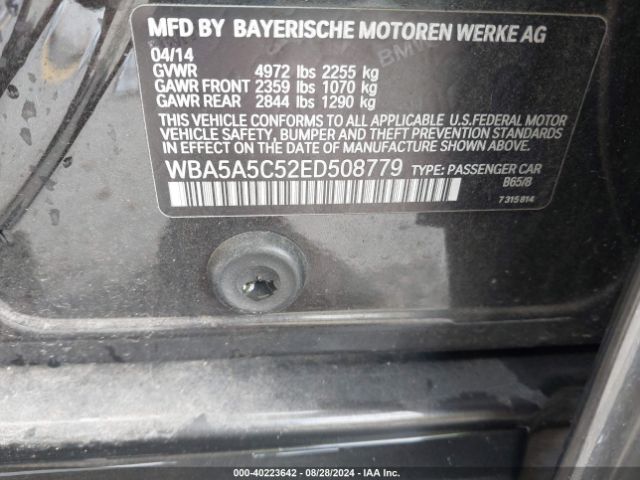 MFD BY BAYERISCHE MOTOREN WERKE AG
04/14
GVWR 4972 lbs 2255 kg
GAWR FRONT 2359 lbs 1070 kg
GAWR REAR 2844 lbs 1290 kg
THIS VEHICLE CONFORMS TO ALL APPLICABLE U.S.FEDERAL MOTOR
VEHICLE SAFETY, BUMPER AND THEFT PREVENTION STANDARDS
IN EFFECT ON THE DATE OF MANUFACTURE SHOWN ABOVE.
WBA5A5C52ED508779 TYPE: PASSENGER CAR
B65/8
7315814
000-40223642 - 08/28/2024 - IAA Inc.